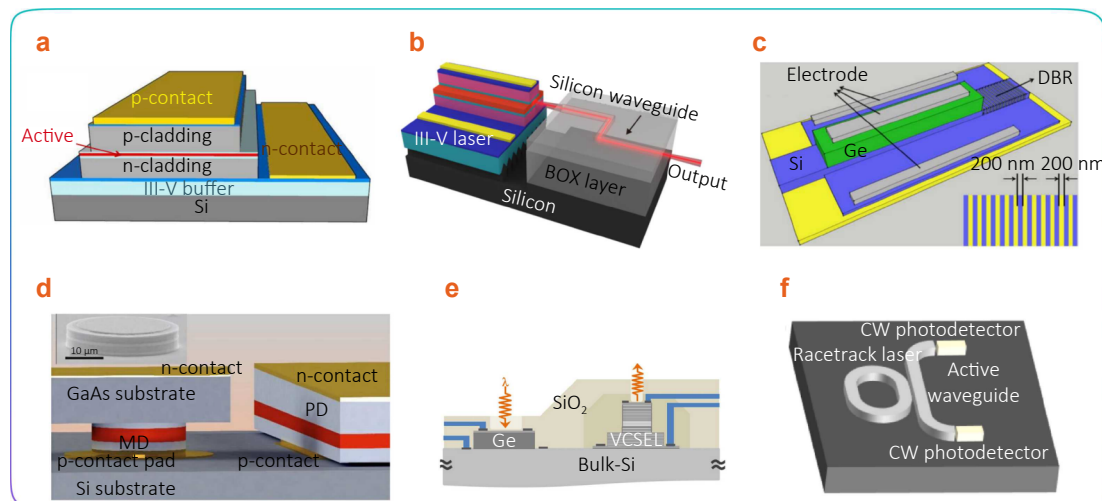 a
p-contact
p-cladding
Active
n-cladding
n-contact
III-V buffer
Si
b
Silicon waveguide
III-V laser
BOX layer
Output
Silicon
c
Electrode
DBR
Ge
Si
200 nm
200 nm
d
10 μm
n-contact
GaAs substrate
n-contact
PD
MD
p-contact pad
p-contact
Si substrate
e
SiO₂
Ge
VCSEL
Bulk-Si
f
CW photodetector
Racetrack laser
Active
waveguide
CW photodetector